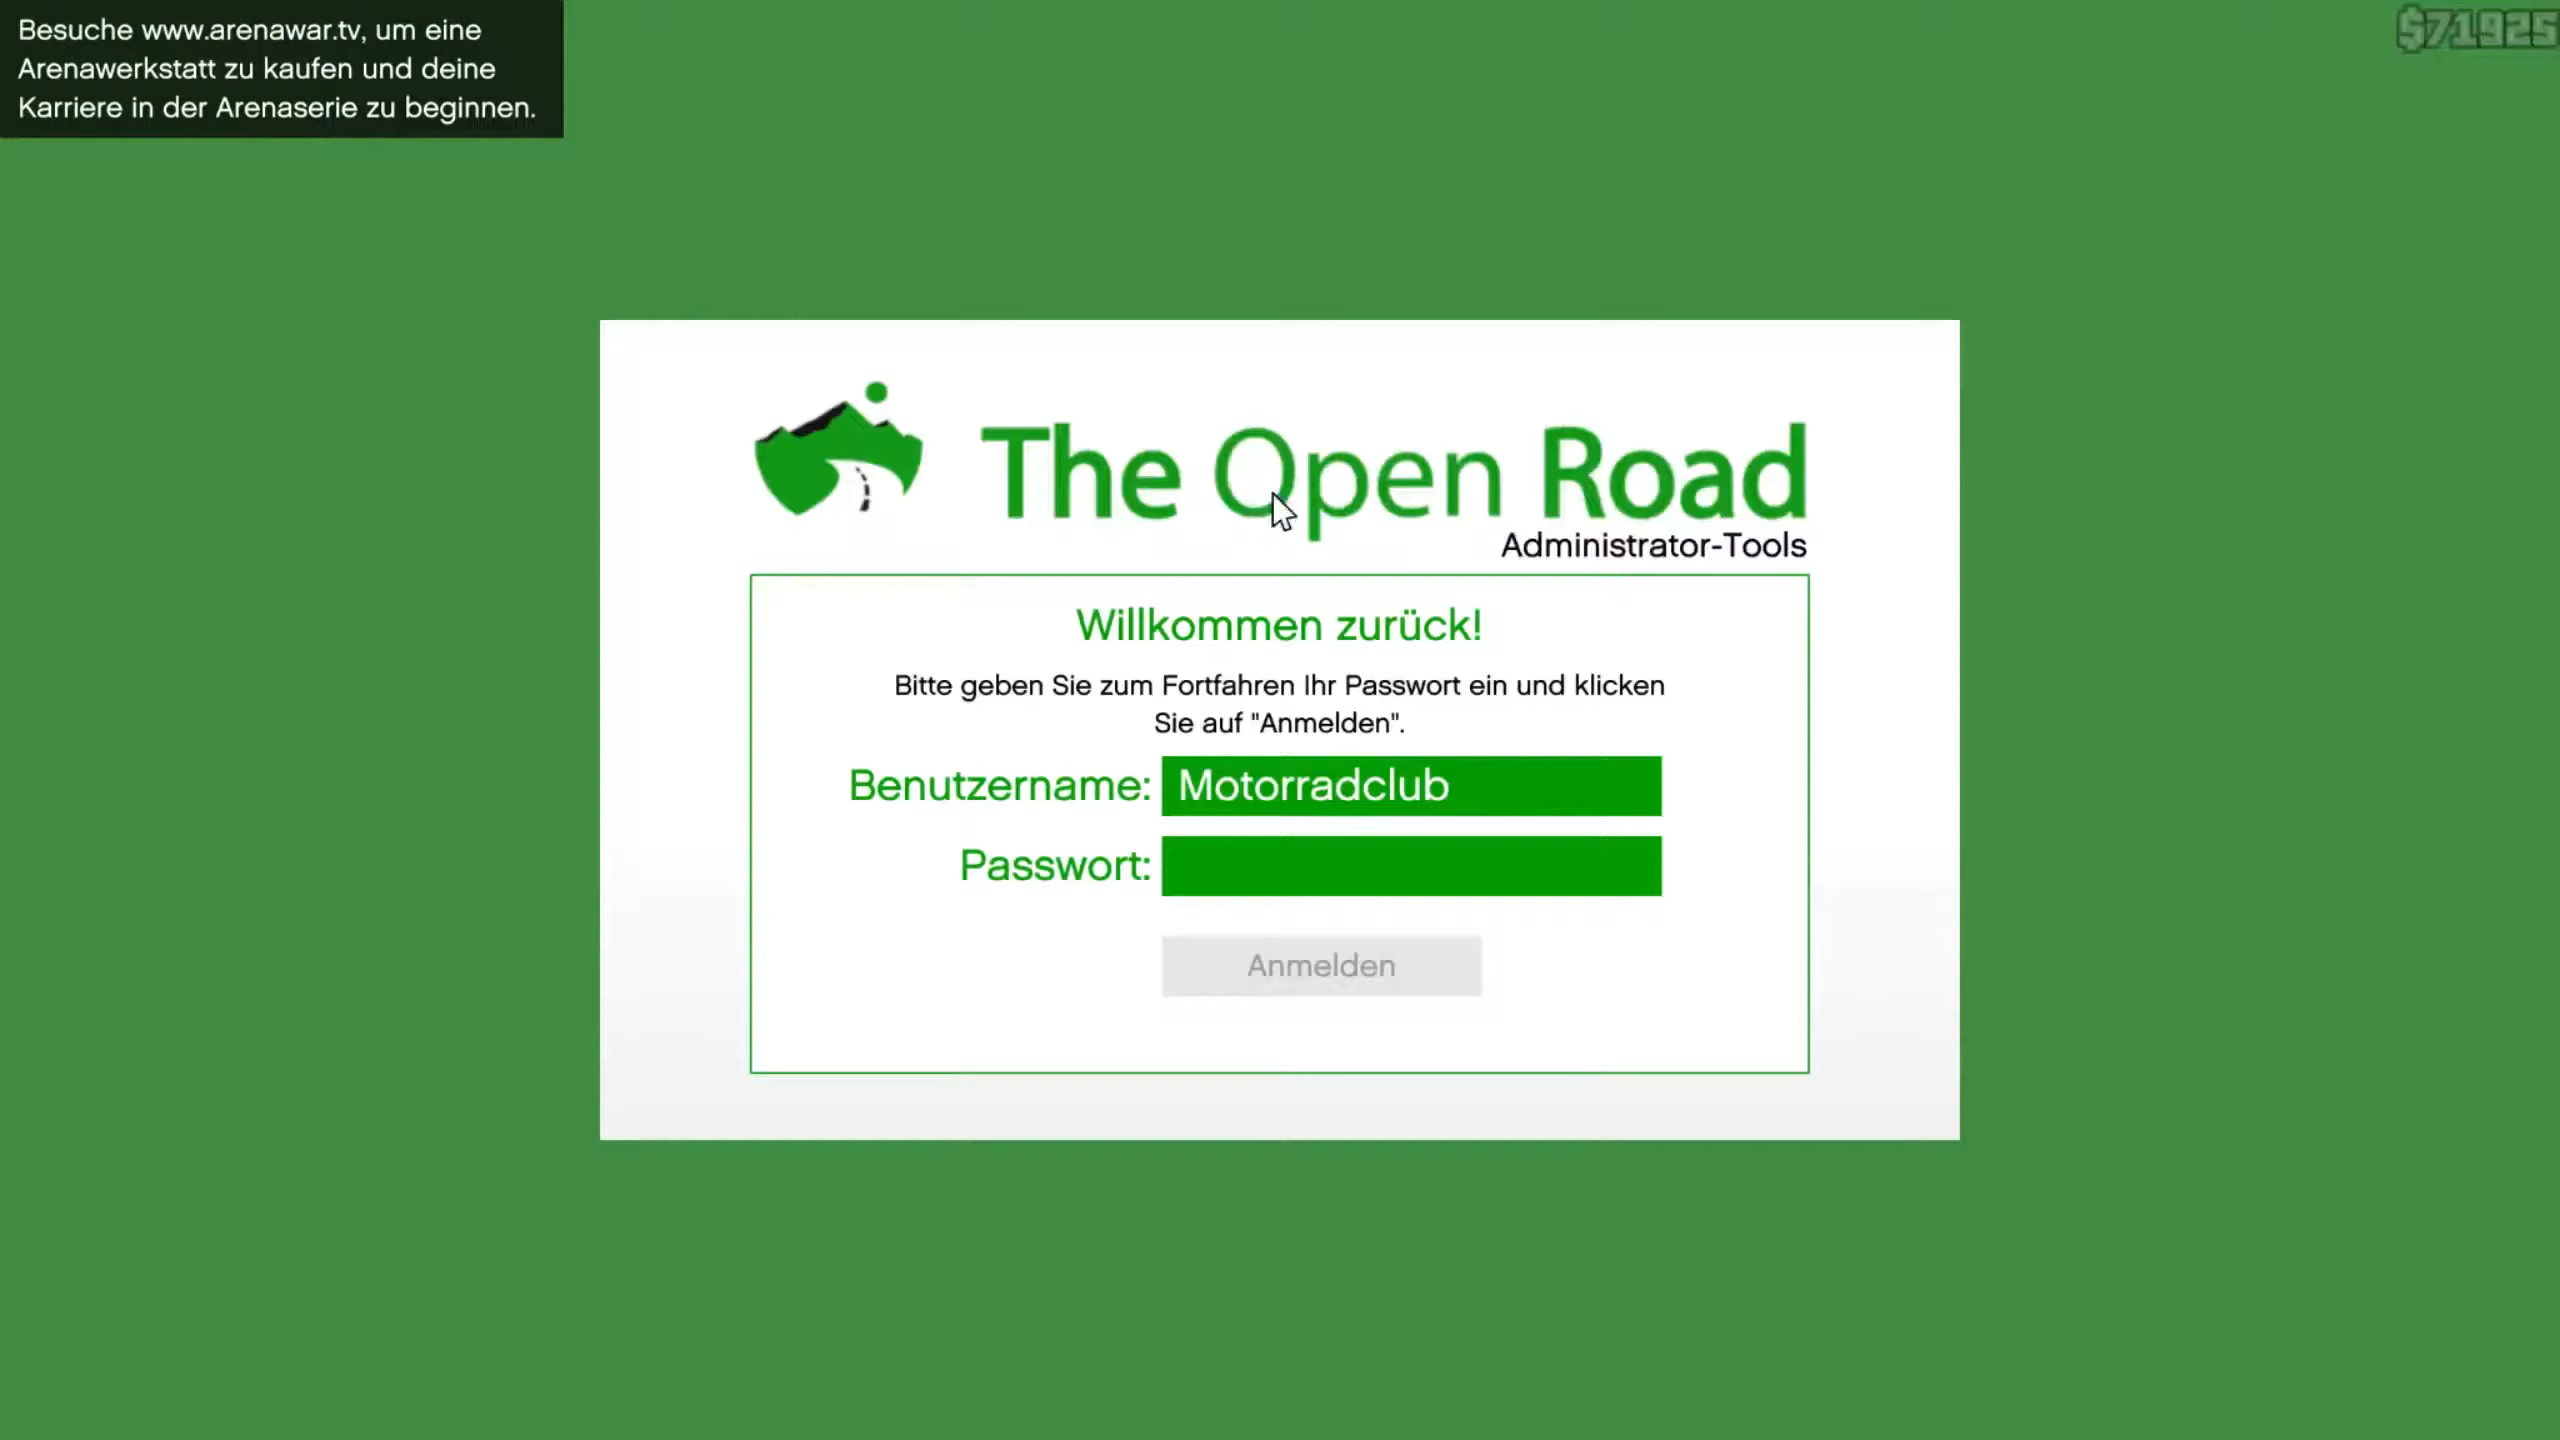 Besuche www.arenawar.tv, um eine
Arenawerkstatt zu kaufen und deine
Karriere in der Arenaserie zu beginnen.
$71925
The Open Road
Administrator-Tools
Willkommen zurück!
Bitte geben Sie zum Fortfahren Ihr Passwort ein und klicken
Sie auf "Anmelden".
Benutzername: Motorradclub
Passwort:
Anmelden